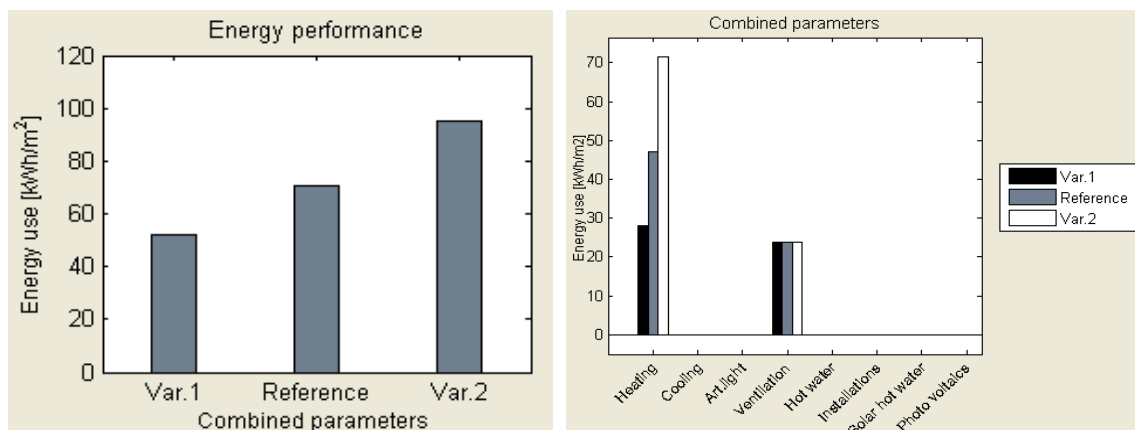 Energy performance
Energy use [kWh/m²]
120
100
80
60
40
20
0
Var.1 Reference Var.2
Combined parameters
Combined parameters
Energy use [kWh/m2]
70
60
50
40
30
20
10
0
Heating
Cooling
Art.light
Ventilation
Hot water
Installations
Solar hot water
Photo voltaics
Var.1
Reference
Var.2